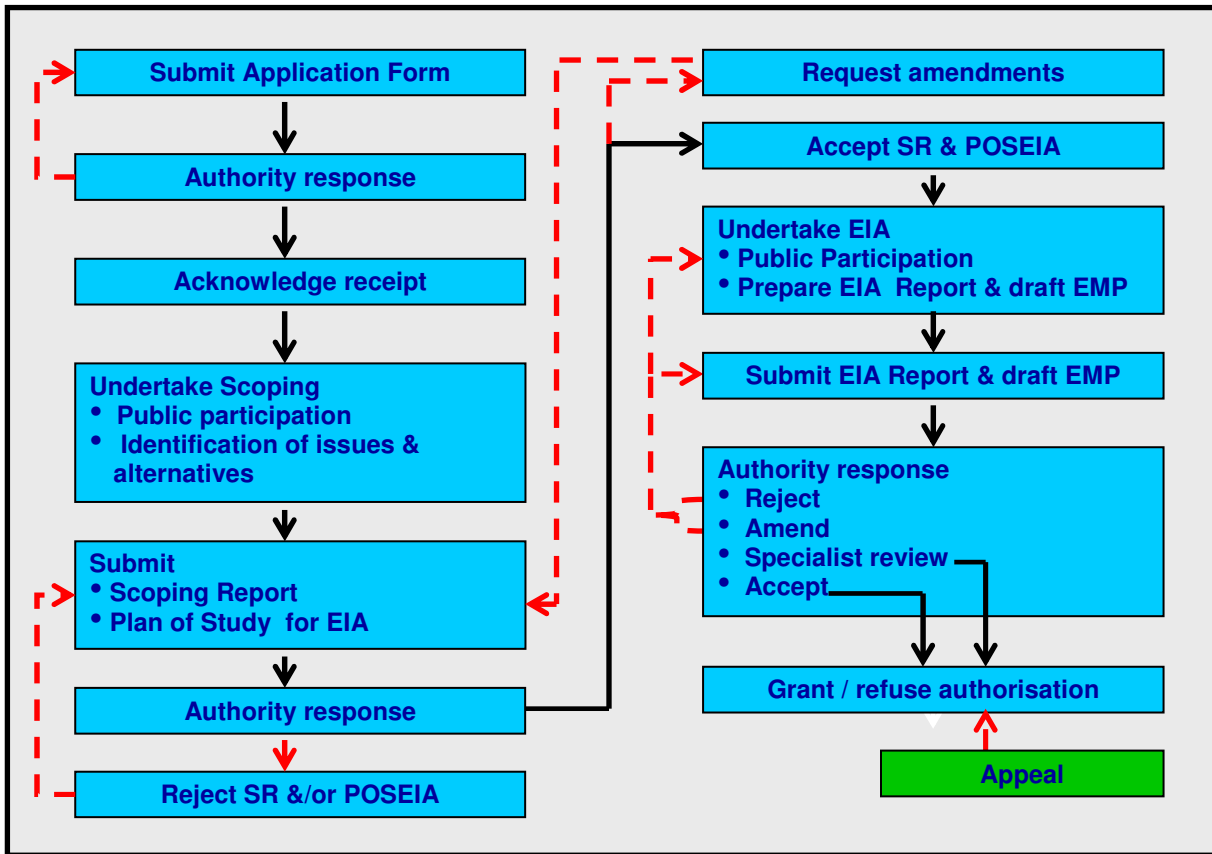 Submit Application Form
Authority response
Acknowledge receipt
Undertake Scoping
• Public participation
• Identification of issues &
alternatives
Submit
• Scoping Report
• Plan of Study for EIA
Authority response
Reject SR &/or POSEIA
Request amendments
Accept SR & POSEIA
Undertake EIA
• Public Participation
• Prepare EIA Report & draft EMP
Submit EIA Report & draft EMP
Authority response
• Reject
• Amend
• Specialist review
• Accept
Grant / refuse authorisation
Appeal